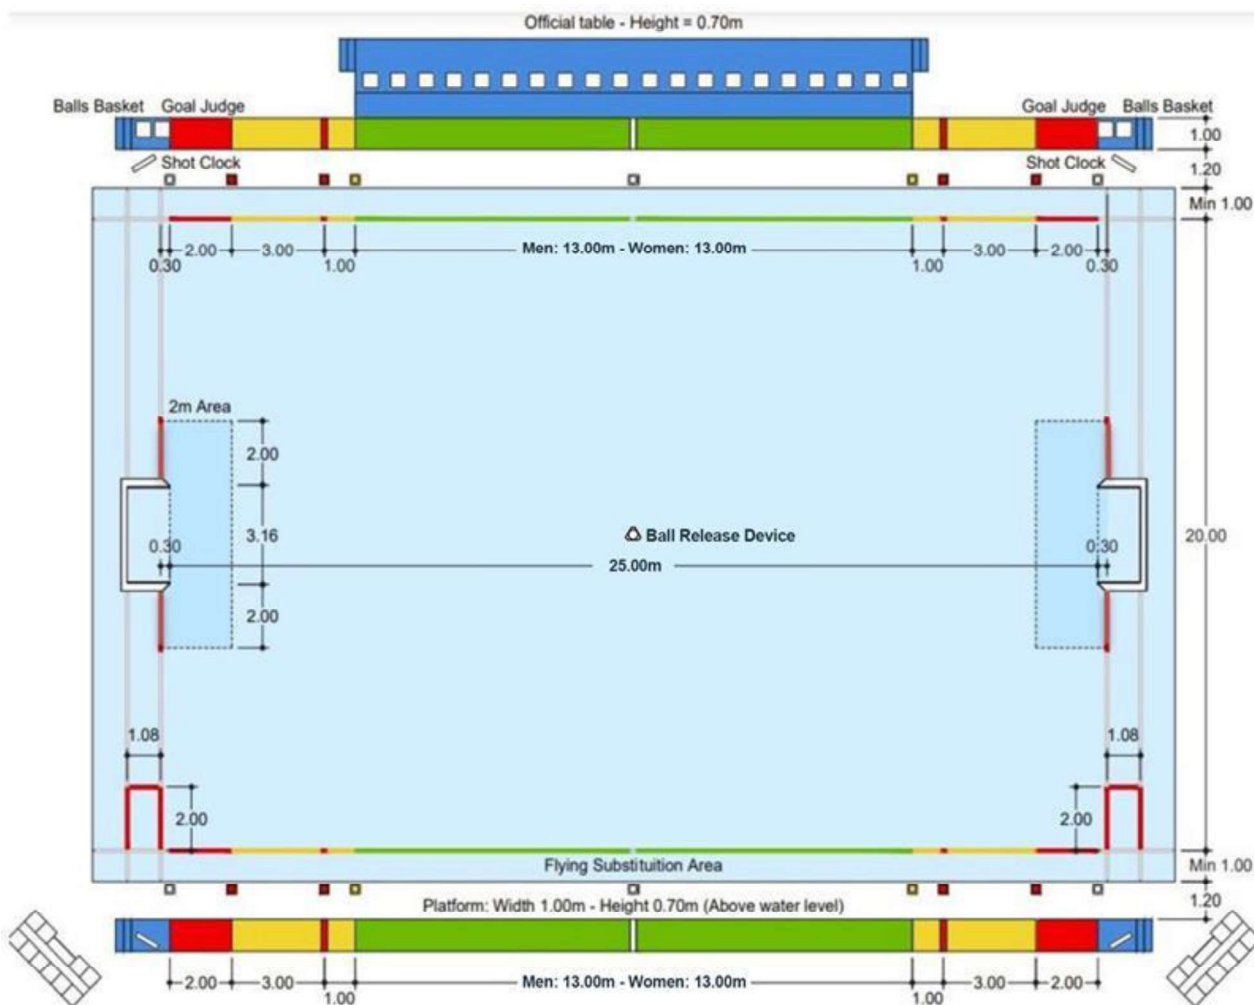 Official table - Height = 0.70m
Balls Basket Goal Judge Goal Judge Balls Basket
1.00
Shot Clock Shot Clock
1.20
Min 1.00
2.00 3.00 Men: 13.00m - Women: 13.00m 3.00 2.00
0.30 1.00 1.00 0.30
2m Area
2.00
3.16
Ball Release Device
20.00
0.30 0.30
25.00m
2.00
1.08 1.08
2.00 2.00
Flying Substituition Area Min 1.00
Platform: Width 1.00m - Height 0.70m (Above water level) 1.20
2.00 3.00 Men: 13.00m - Women: 13.00m 3.00 2.00
1.00 1.00